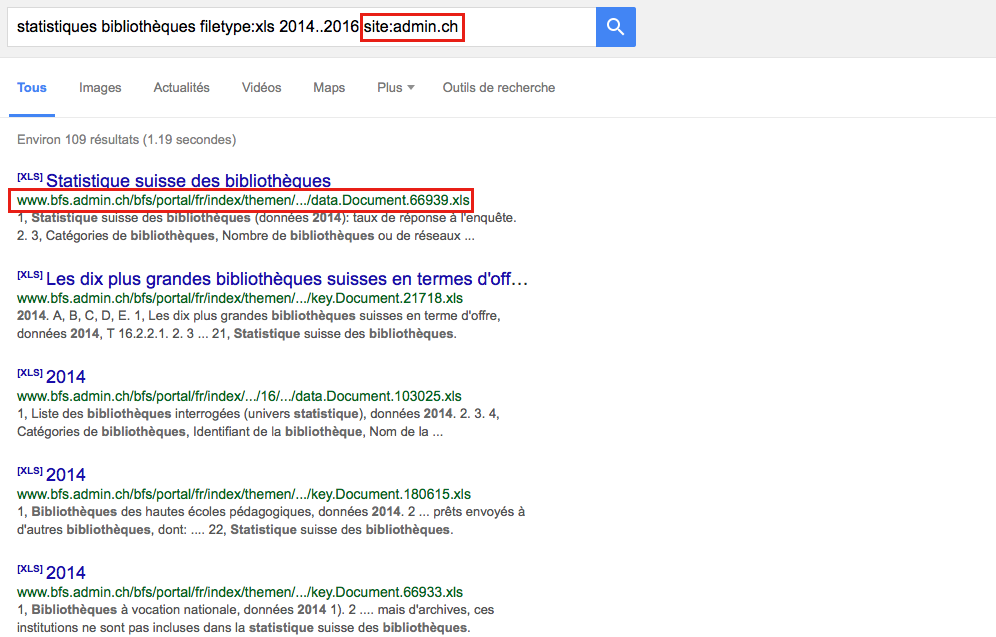 statistiques bibliothèques filetype:xls 2014..2016 site:admin.ch
Tous Images Actualités Vidéos Maps Plus Outils de recherche
Environ 109 résultats (1.19 secondes)
[XLS] Statistique suisse des bibliothèques
www.bfs.admin.ch/bfs/portal/fr/index/themen/.../data.Document.66939.xls
1, Statistique suisse des bibliothèques (données 2014): taux de réponse à l'enquête.
2. 3, Catégories de bibliothèques, Nombre de bibliothèques ou de réseaux ...
[XLS] Les dix plus grandes bibliothèques suisses en termes d'off…
www.bfs.admin.ch/bfs/portal/fr/index/themen/.../key.Document.21718.xls
2014. A, B, C, D, E. 1, Les dix plus grandes bibliothèques suisses en terme d'offre,
données 2014, T 16.2.2.1. 2. 3 ... 21, Statistique suisse des bibliothèques.
[XLS] 2014
www.bfs.admin.ch/bfs/portal/fr/index/.../16/.../data.Document.103025.xls
1, Liste des bibliothèques interrogées (univers statistique), données 2014. 2. 3. 4,
Catégories de bibliothèques, Identifiant de la bibliothèque, Nom de la ...
[XLS] 2014
www.bfs.admin.ch/bfs/portal/fr/index/themen/.../key.Document.180615.xls
1, Bibliothèques des hautes écoles pédagogiques, données 2014. 2 ... prêts envoyés à
d'autres bibliothèques, dont: .... 22, Statistique suisse des bibliothèques.
[XLS] 2014
www.bfs.admin.ch/bfs/portal/fr/index/themen/.../key.Document.66933.xls
1, Bibliothèques à vocation nationale, données 2014 1). 2 .... mais d'archives, ces
institutions ne sont pas incluses dans la statistique suisse des bibliothèques.